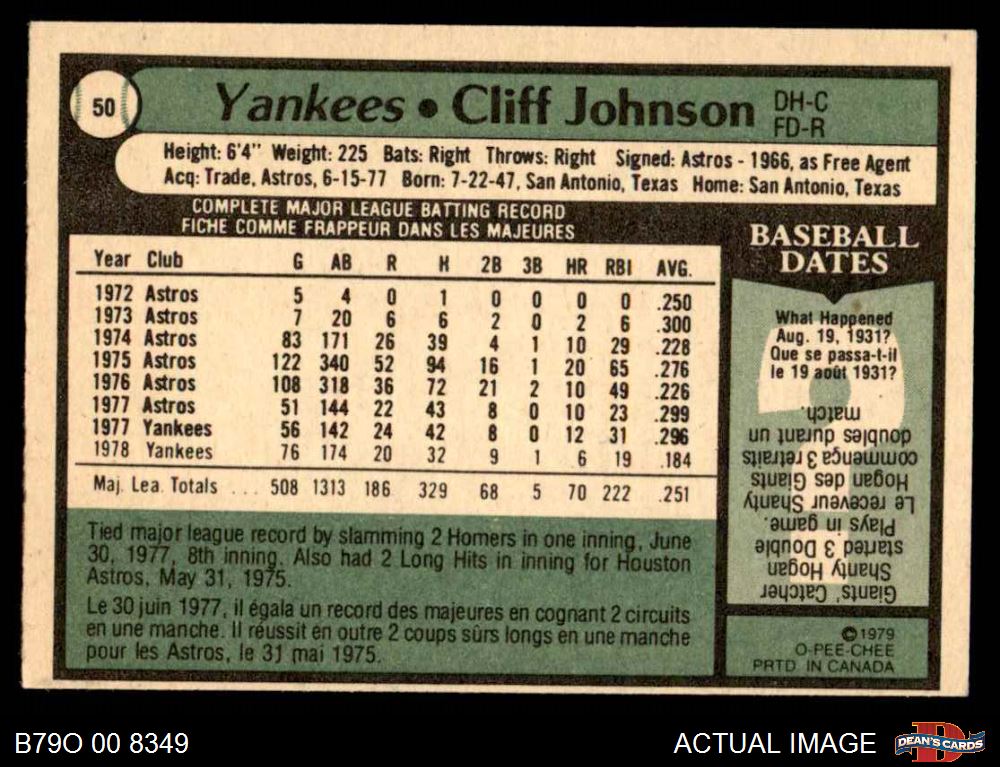 50
Yankees • Cliff Johnson DH-C
FD-R
Height: 6'4" Weight: 225 Bats: Right Throws: Right Signed: Astros - 1966, as Free Agent
Acq: Trade, Astros, 6-15-77 Born: 7-22-47, San Antonio, Texas Home: San Antonio, Texas
COMPLETE MAJOR LEAGUE BATTING RECORD
FICHE COMME FRAPPEUR DANS LES MAJEURES
Year Club G AB R H 2B 3B HR RBI AVG.
1972 Astros 5 4 0 1 0 0 0 0 .250
1973 Astros 7 20 6 6 2 0 2 6 .300
1974 Astros 83 171 26 39 4 1 10 29 .228
1975 Astros 122 340 52 94 16 1 20 65 .276
1976 Astros 108 318 36 72 21 2 10 49 .226
1977 Astros 51 144 22 43 8 0 10 23 .299
1977 Yankees 56 142 24 42 8 0 12 31 .296
1978 Yankees 76 174 20 32 9 1 6 19 .184
Maj. Lea. Totals ... 508 1313 186 329 68 5 70 222 .251
Tied major league record by slamming 2 Homers in one inning, June
30, 1977, 8th inning. Also had 2 Long Hits in inning for Houston
Astros, May 31, 1975.
Le 30 juin 1977, il égala un record des majeures en cognant 2 circuits
en une manche. Il réussit en outre 2 coups sûrs longs en une manche
pour les Astros, le 31 mai 1975.
BASEBALL
DATES
What Happened
Aug. 19, 1931?
Que se passa-t-il
le 19 août 1931?
Giants' Catcher
Shanty Hogan
started 3 Double
Plays in game.
Le receveur Shanty
Hogan des Giants
commença 3 retraits
doubles durant un
match.
©1979
O-PEE-CHEE
PRTD IN CANADA
B79O 00 8349
ACTUAL IMAGE
D
DEAN'S CARDS